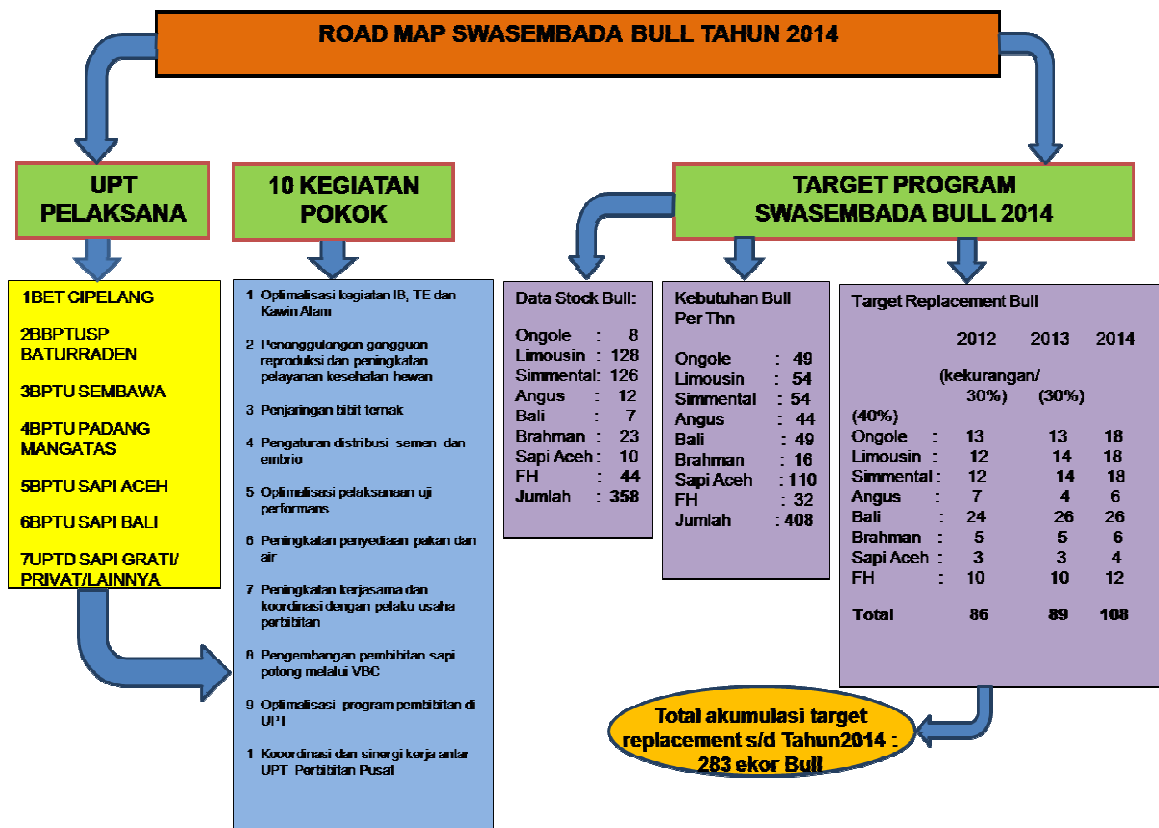 ROAD MAP SWASEMBADA BULL TAHUN 2014
UPT
PELAKSANA
10 KEGIATAN
POKOK
TARGET PROGRAM
SWASEMBADA BULL 2014
1BET CIPELANG
2BBPTUSP
BATURRADEN
3BPTU SEMBAWA
4BPTU PADANG
MANGATAS
5BPTU SAPI ACEH
6BPTU SAPI BALI
7UPTD SAPI GRATI/
PRIVAT/LAINNYA
1 Optimalisasi kegiatan IB, TE dan
Kawin Alam
2 Penanggulangan gangguan
reproduksi dan peningkatan
pelayanan kesehatan hewan
3 Penjaringan bibit ternak
4 Pengaturan distribusi semen dan
embrio
5 Optimalisasi pelaksanaan uji
performans
6 Peningkatan penyediaan pakan dan
air
7 Peningkatan kerjasama dan
koordinasi dengan pelaku usaha
perbibitan
8 Pengembangan pembibitan sapi
potong melalui VBC
9 Optimalisasi program pembibitan di
UPT
1 Kooordinasi dan sinergi kerja antar
UPT Perbibitan Pusat
Data Stock Bull:
Ongole : 8
Limousin : 128
Simmental: 126
Angus : 12
Bali : 7
Brahman : 23
Sapi Aceh : 10
FH : 44
Jumlah : 358
Kebutuhan Bull
Per Thn
Ongole : 49
Limousin : 54
Simmental : 54
Angus : 44
Bali : 49
Brahman : 16
Sapi Aceh : 110
FH : 32
Jumlah : 408
Target Replacement Bull
2012 2013 2014
(kekurangan/
30%) (30%)
(40%)
Ongole : 13 13 18
Limousin : 12 14 18
Simmental : 12 14 18
Angus : 7 4 6
Bali : 24 26 26
Brahman : 5 5 6
Sapi Aceh : 3 3 4
FH : 10 10 12
Total 86 89 108
Total akumulasi target
replacement s/d Tahun2014 :
283 ekor Bull